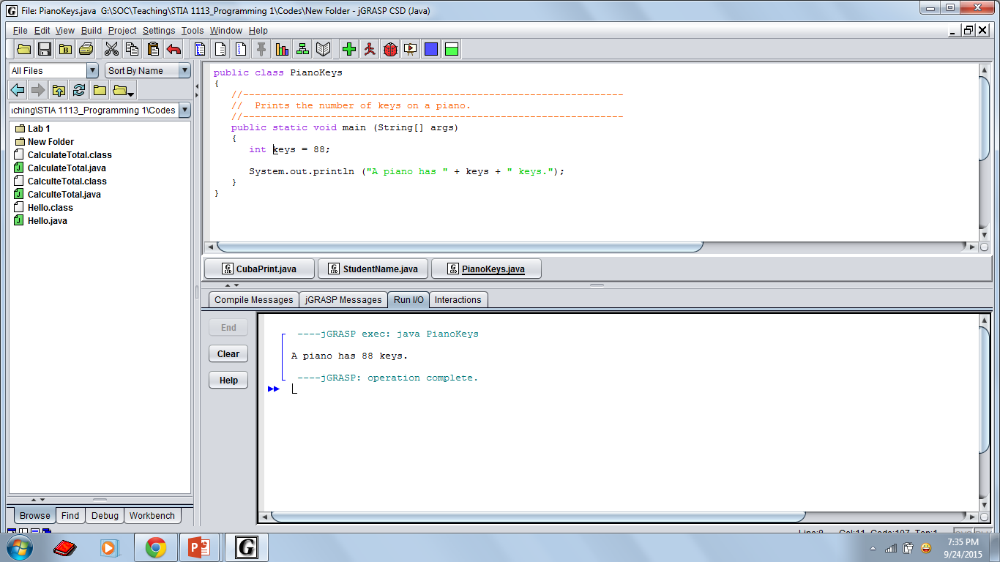 File: PianoKeys.java  G:\SOC\Teaching\STIA 1113_Programming 1\Codes\New Folder - jGRASP CSD (Java)
File Edit View Build Project Settings Tools Window Help
All Files
Sort By Name
ching\STIA 1113_Programming 1\Codes
Lab 1
New Folder
CalculateTotal.class
CalculateTotal.java
CalculteTotal.class
CalculteTotal.java
Hello.class
Hello.java
Browse Find Debug Workbench
public class PianoKeys
{
   //-----------------------------------------------------------------
   //  Prints the number of keys on a piano.
   //-----------------------------------------------------------------
   public static void main (String[] args)
   {
      int keys = 88;
      System.out.println ("A piano has " + keys + " keys.");
   }
}
CubaPrint.java StudentName.java PianoKeys.java
Compile Messages jGRASP Messages Run I/O Interactions
End
Clear
Help
----jGRASP exec: java PianoKeys
A piano has 88 keys.
----jGRASP: operation complete.
Line:8 Col:11 Code:107 Top:1
7:35 PM
9/24/2015